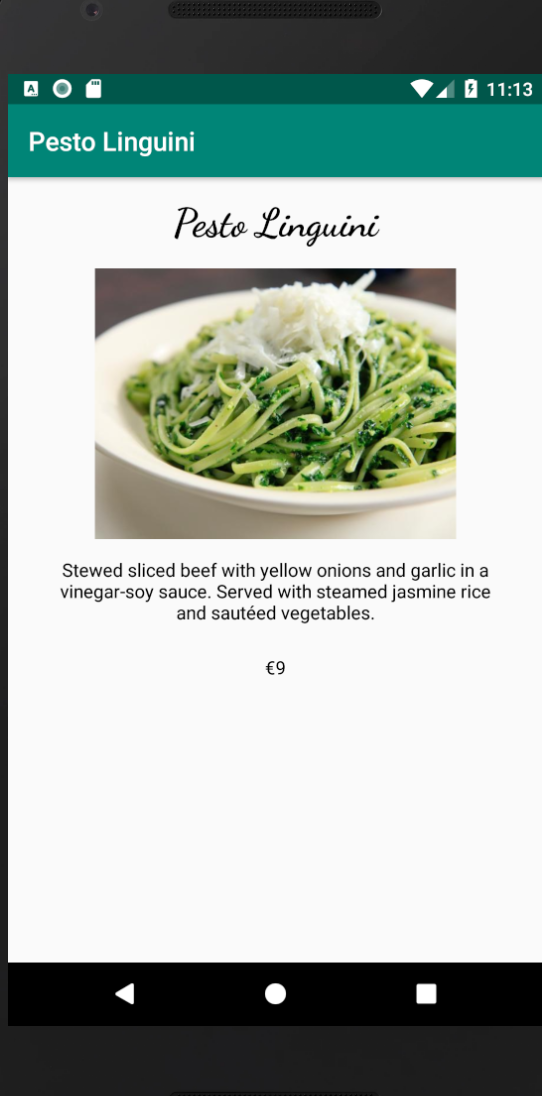 11:13
Pesto Linguini
Pesto Linguini
Stewed sliced beef with yellow onions and garlic in a
vinegar-soy sauce. Served with steamed jasmine rice
and sautéed vegetables.
€9